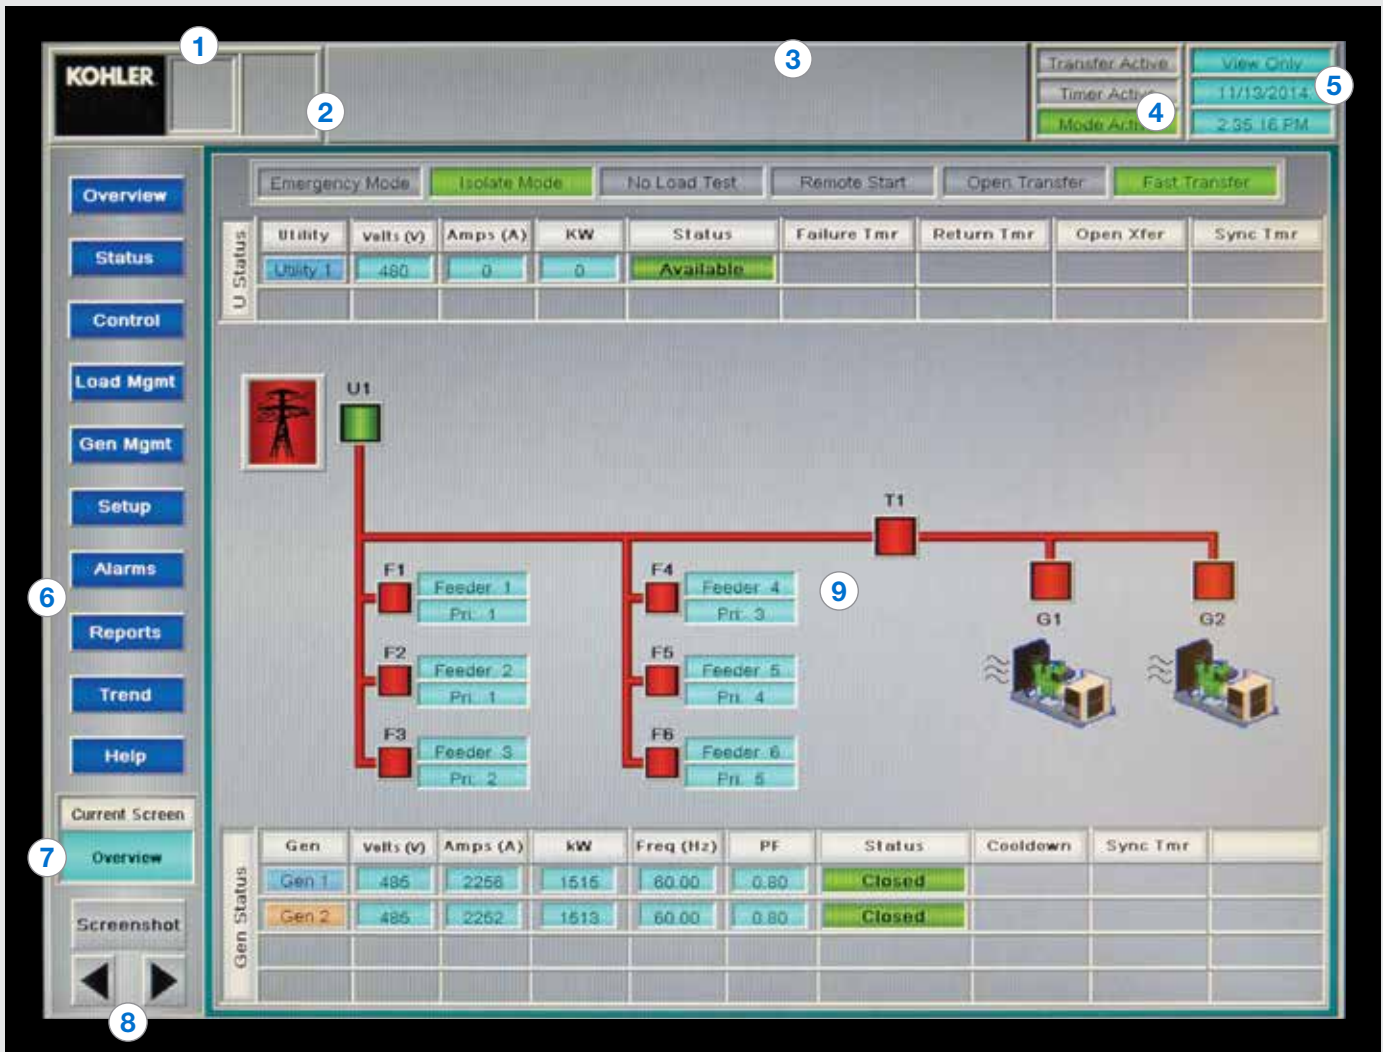 1
KOHLER
2
3
Transfer Active
Timer Active
Mode Active
4
View Only
11/13/2014
2:35:16 PM
5
Overview
Status
Control
Load Mgmt
Gen Mgmt
Setup
Alarms
6
Reports
Trend
Help
Current Screen
7
Overview
Screenshot
8
Emergency Mode Isolate Mode No Load Test Remote Start Open Transfer Fast Transfer
U Status
Utility Volts (V) Amps (A) KW Status Failure Tmr Return Tmr Open Xfer Sync Tmr
Utility 1 480 0 0 Available
U1
T1
F1
Feeder 1
Pri. 1
F2
Feeder 2
Pri. 1
F3
Feeder 3
Pri. 2
F4
Feeder 4
Pri. 3
F5
Feeder 5
Pri. 4
F6
Feeder 6
Pri. 5
9
G1
G2
Gen Status
Gen Volts (V) Amps (A) kW Freq (Hz) PF Status Cooldown Sync Tmr
Gen 1 485 2256 1515 60.00 0.80 Closed
Gen 2 485 2252 1513 60.00 0.80 Closed